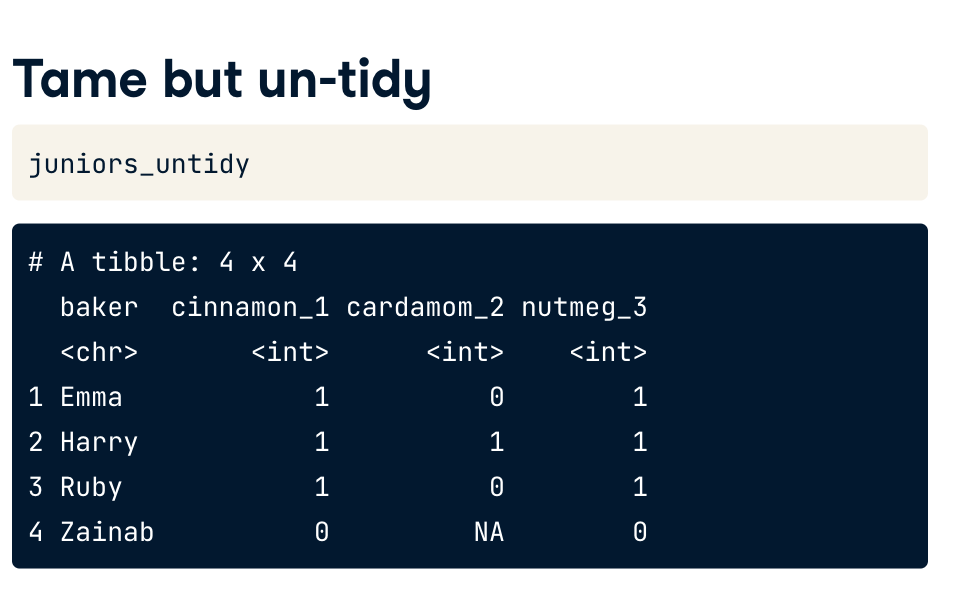 Tame but un-tidy
juniors_untidy
# A tibble: 4 x 4
  baker  cinnamon_1 cardamom_2 nutmeg_3
  <chr>       <int>      <int>    <int>
1 Emma            1          0        1
2 Harry           1          1        1
3 Ruby            1          0        1
4 Zainab          0         NA        0